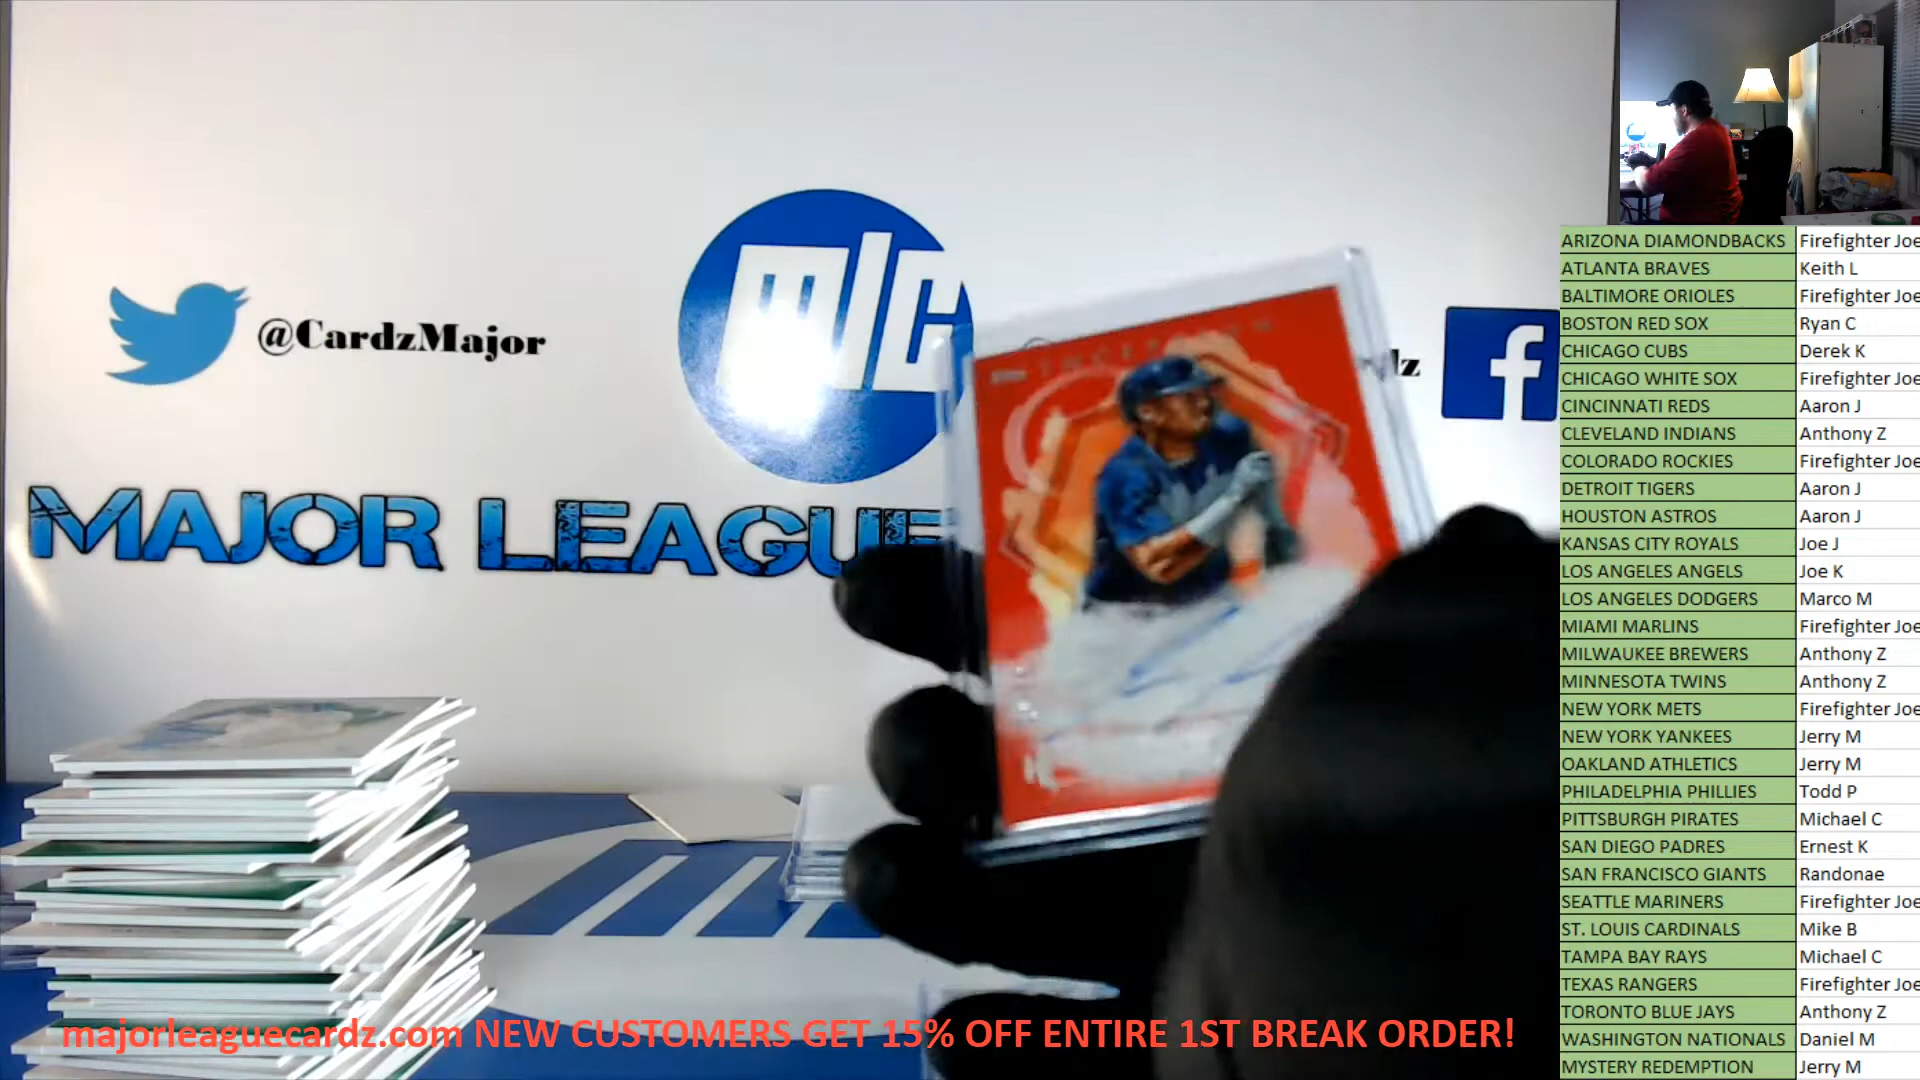 @CardzMajor
mlc
MAJOR LEAGUE
f
ARIZONA DIAMONDBACKS Firefighter Joe
ATLANTA BRAVES Keith L
BALTIMORE ORIOLES Firefighter Joe
BOSTON RED SOX Ryan C
CHICAGO CUBS Derek K
CHICAGO WHITE SOX Firefighter Joe
CINCINNATI REDS Aaron J
CLEVELAND INDIANS Anthony Z
COLORADO ROCKIES Firefighter Joe
DETROIT TIGERS Aaron J
HOUSTON ASTROS Aaron J
KANSAS CITY ROYALS Joe J
LOS ANGELES ANGELS Joe K
LOS ANGELES DODGERS Marco M
MIAMI MARLINS Firefighter Joe
MILWAUKEE BREWERS Anthony Z
MINNESOTA TWINS Anthony Z
NEW YORK METS Firefighter Joe
NEW YORK YANKEES Jerry M
OAKLAND ATHLETICS Jerry M
PHILADELPHIA PHILLIES Todd P
PITTSBURGH PIRATES Michael C
SAN DIEGO PADRES Ernest K
SAN FRANCISCO GIANTS Randonae
SEATTLE MARINERS Firefighter Joe
ST. LOUIS CARDINALS Mike B
TAMPA BAY RAYS Michael C
TEXAS RANGERS Firefighter Joe
TORONTO BLUE JAYS Anthony Z
WASHINGTON NATIONALS Daniel M
MYSTERY REDEMPTION Jerry M
majorleaguecardz.com NEW CUSTOMERS GET 15% OFF ENTIRE 1ST BREAK ORDER!